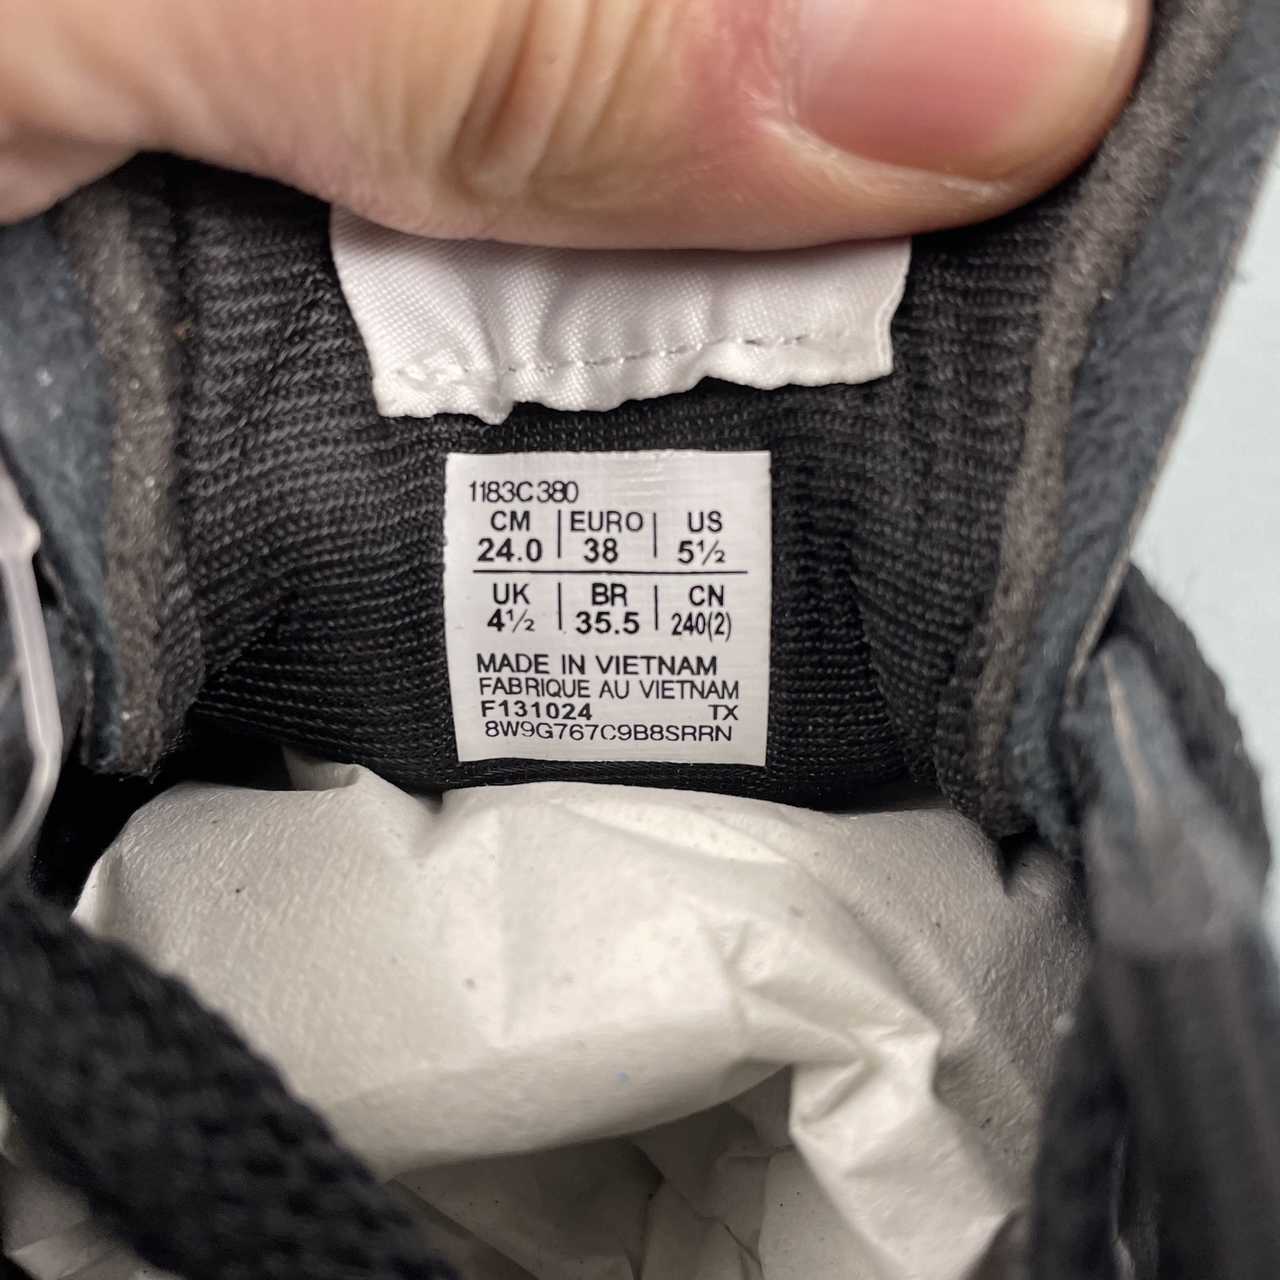 1183C380
CM | EURO | US
24.0 | 38 | 5½
UK | BR | CN
4½ | 35.5 | 240(2)
MADE IN VIETNAM
FABRIQUE AU VIETNAM
F131024 TX
8W9G767C9B8SRRN